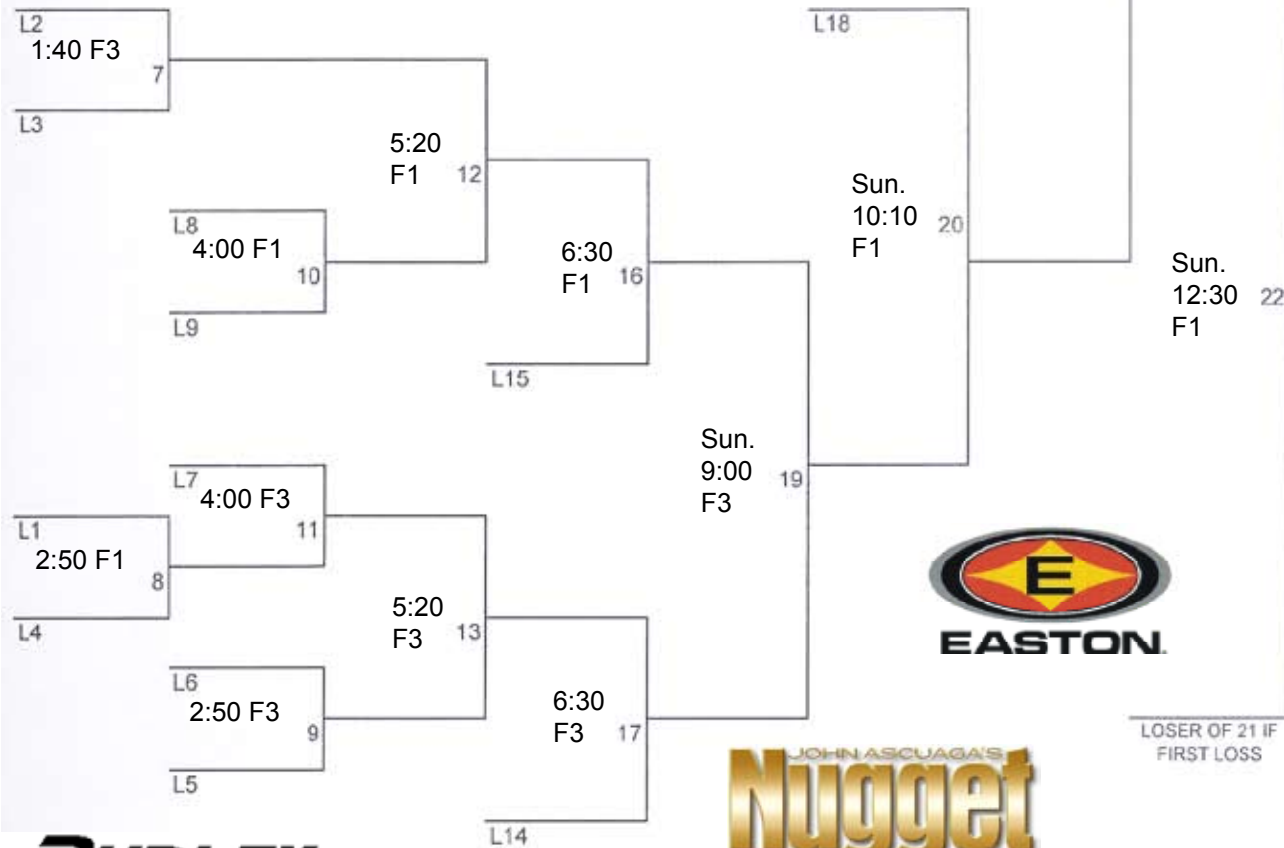 L2
1:40 F3
7
L3
L18
5:20
F1
12
L8
4:00 F1
10
L9
6:30
F1
16
L15
Sun.
10:10
F1
20
Sun.
12:30
F1
22
L7
4:00 F3
11
L1
2:50 F1
8
L4
5:20
F3
13
L6
2:50 F3
9
L5
6:30
F3
17
L14
Sun.
9:00
F3
19
E
EASTON
LOSER OF 21 IF
FIRST LOSS
JOHN ASCUAGA'S
Nugget